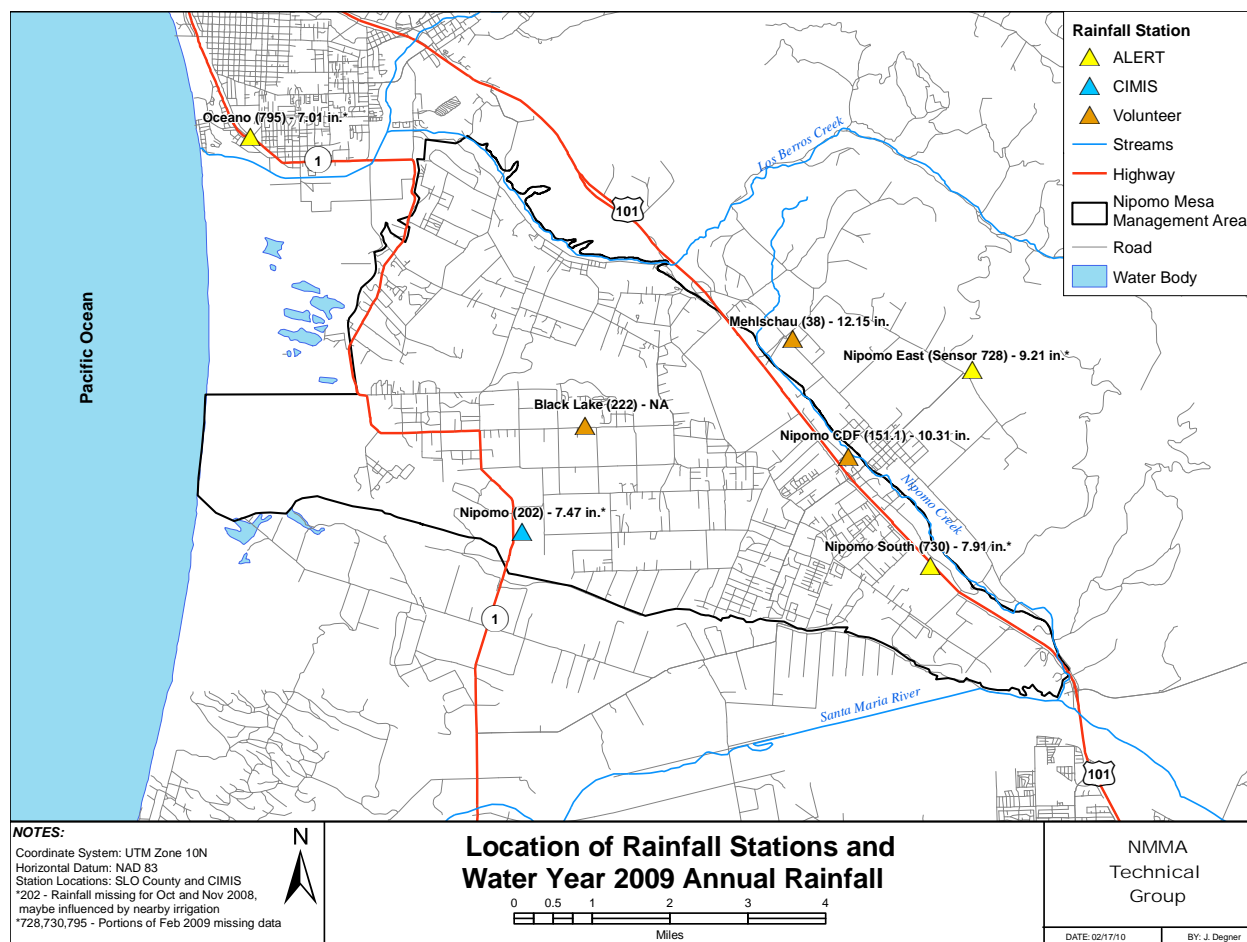 Rainfall Station
ALERT
CIMIS
Volunteer
Streams
Highway
Nipomo Mesa
Management Area
Road
Water Body
Oceano (795) - 7.01 in.*
1
101
Los Berros Creek
Pacific Ocean
Mehlschau (38) - 12.15 in.
Nipomo East (Sensor 728) - 9.21 in.*
Black Lake (222) - NA
Nipomo CDF (151.1) - 10.31 in.
Nipomo Creek
Nipomo (202) - 7.47 in.*
Nipomo South (730) - 7.91 in.*
1
Santa Maria River
101
NOTES:
Coordinate System: UTM Zone 10N
Horizontal Datum: NAD 83
Station Locations: SLO County and CIMIS
*202 - Rainfall missing for Oct and Nov 2008,
maybe influenced by nearby irrigation
*728,730,795 - Portions of Feb 2009 missing data
N
Location of Rainfall Stations and
Water Year 2009 Annual Rainfall
0 0.5 1 2 3 4
Miles
NMMA
Technical
Group
DATE: 02/17/10 BY: J. Degner